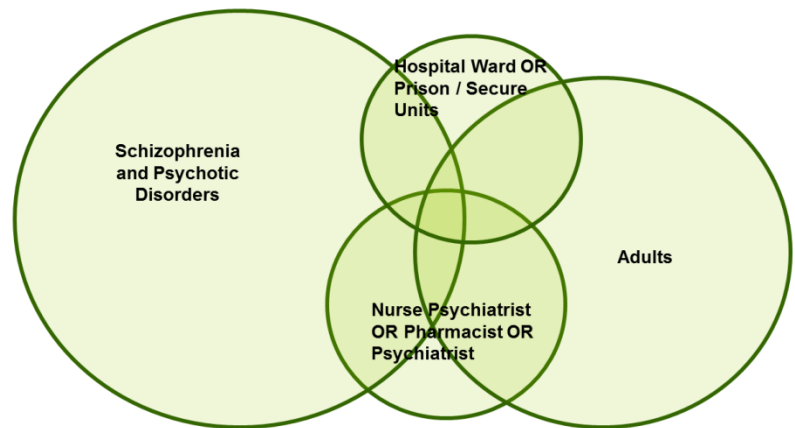 Hospital Ward OR
Prison / Secure
Units
Schizophrenia
and Psychotic
Disorders
Adults
Nurse Psychiatrist
OR Pharmacist OR
Psychiatrist